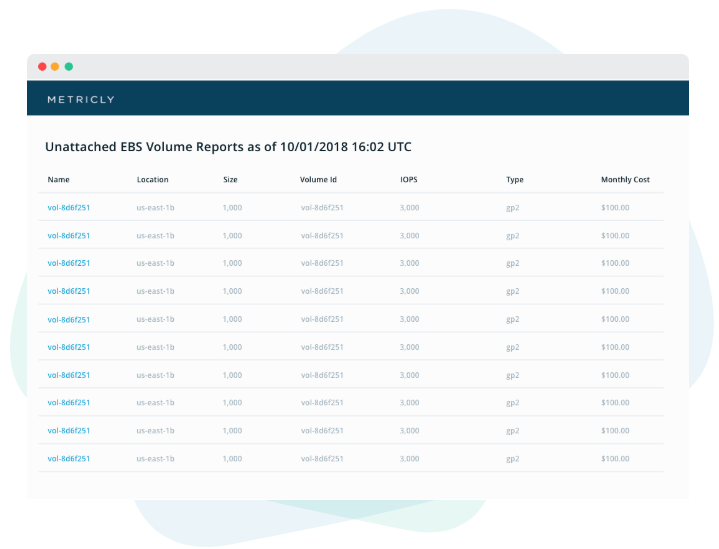 METRICLY
Unattached EBS Volume Reports as of 10/01/2018 16:02 UTC
Name Location Size Volume Id IOPS Type Monthly Cost
vol-8d6f251 us-east-1b 1,000 vol-8d6f251 3,000 gp2 $100.00
vol-8d6f251 us-east-1b 1,000 vol-8d6f251 3,000 gp2 $100.00
vol-8d6f251 us-east-1b 1,000 vol-8d6f251 3,000 gp2 $100.00
vol-8d6f251 us-east-1b 1,000 vol-8d6f251 3,000 gp2 $100.00
vol-8d6f251 us-east-1b 1,000 vol-8d6f251 3,000 gp2 $100.00
vol-8d6f251 us-east-1b 1,000 vol-8d6f251 3,000 gp2 $100.00
vol-8d6f251 us-east-1b 1,000 vol-8d6f251 3,000 gp2 $100.00
vol-8d6f251 us-east-1b 1,000 vol-8d6f251 3,000 gp2 $100.00
vol-8d6f251 us-east-1b 1,000 vol-8d6f251 3,000 gp2 $100.00
vol-8d6f251 us-east-1b 1,000 vol-8d6f251 3,000 gp2 $100.00